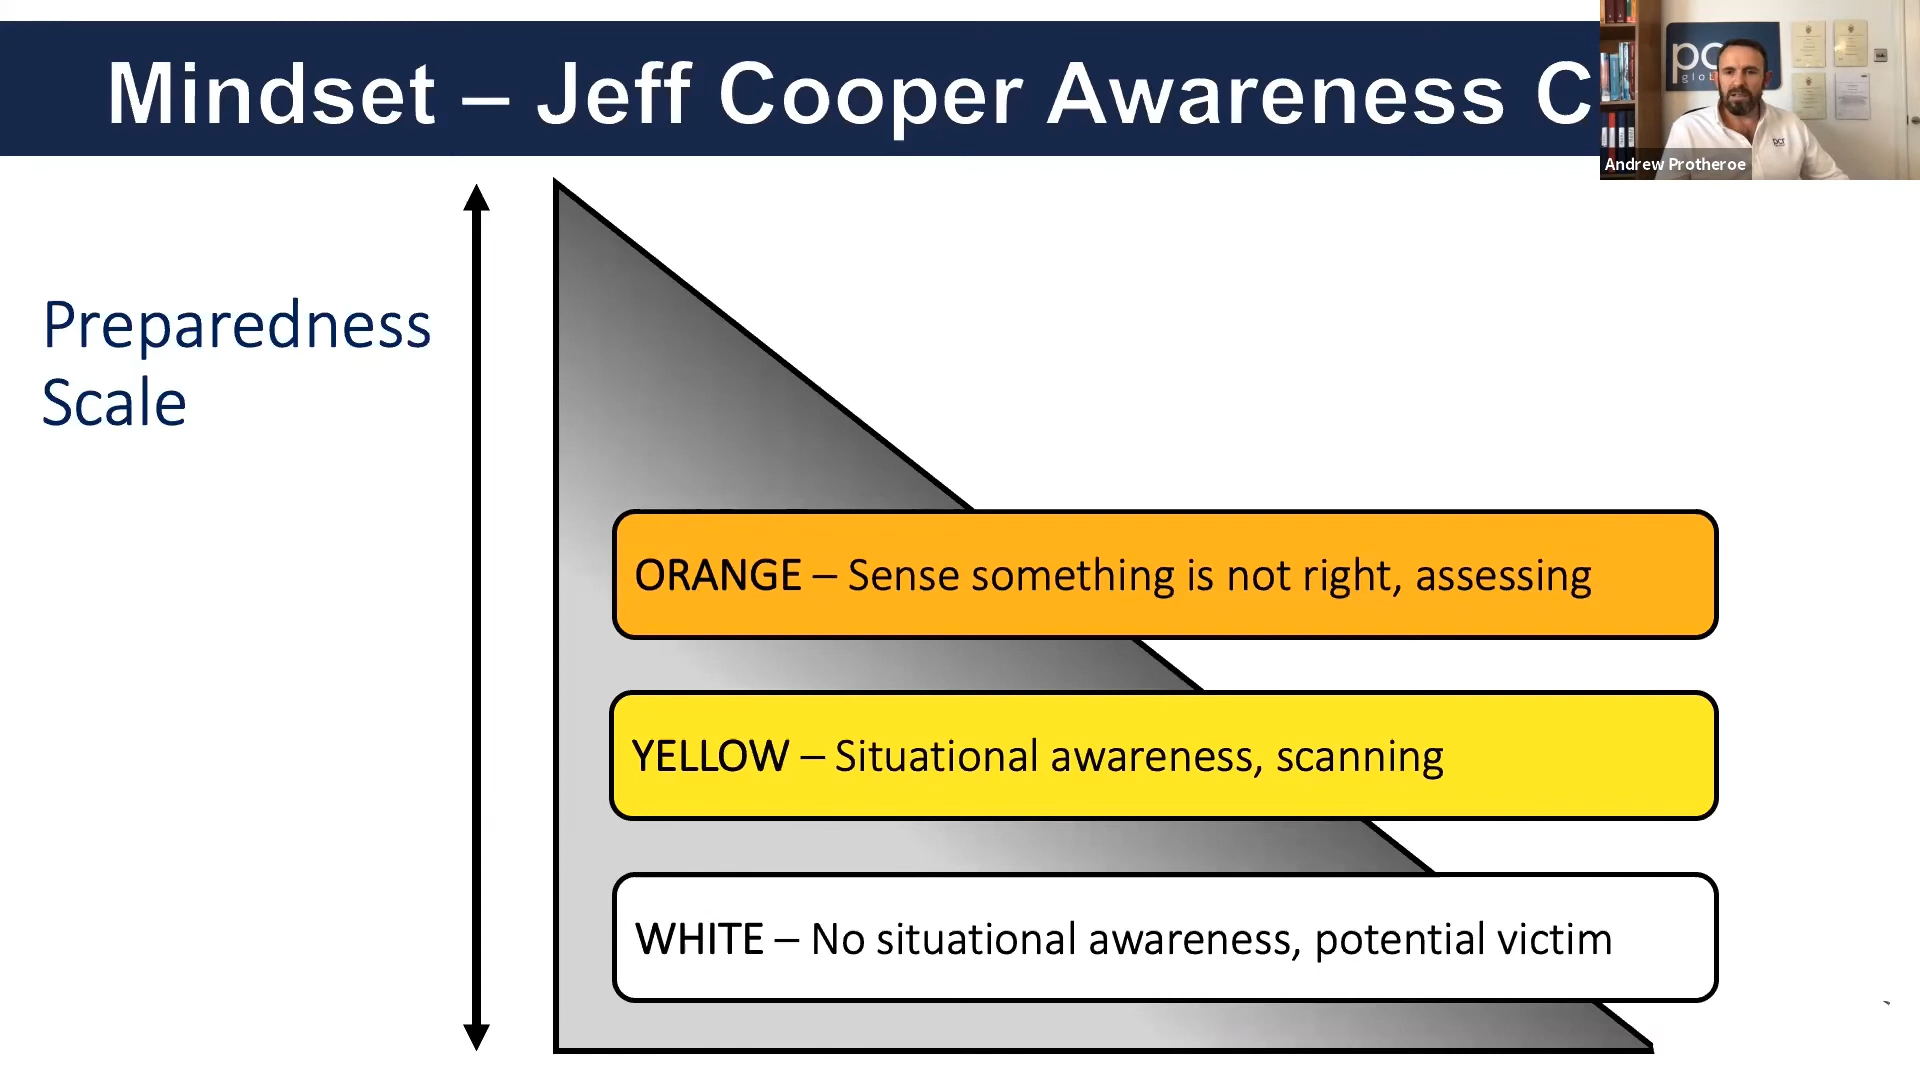 Mindset – Jeff Cooper Awareness C
Andrew Protheroe
Preparedness
Scale
ORANGE – Sense something is not right, assessing
YELLOW – Situational awareness, scanning
WHITE – No situational awareness, potential victim